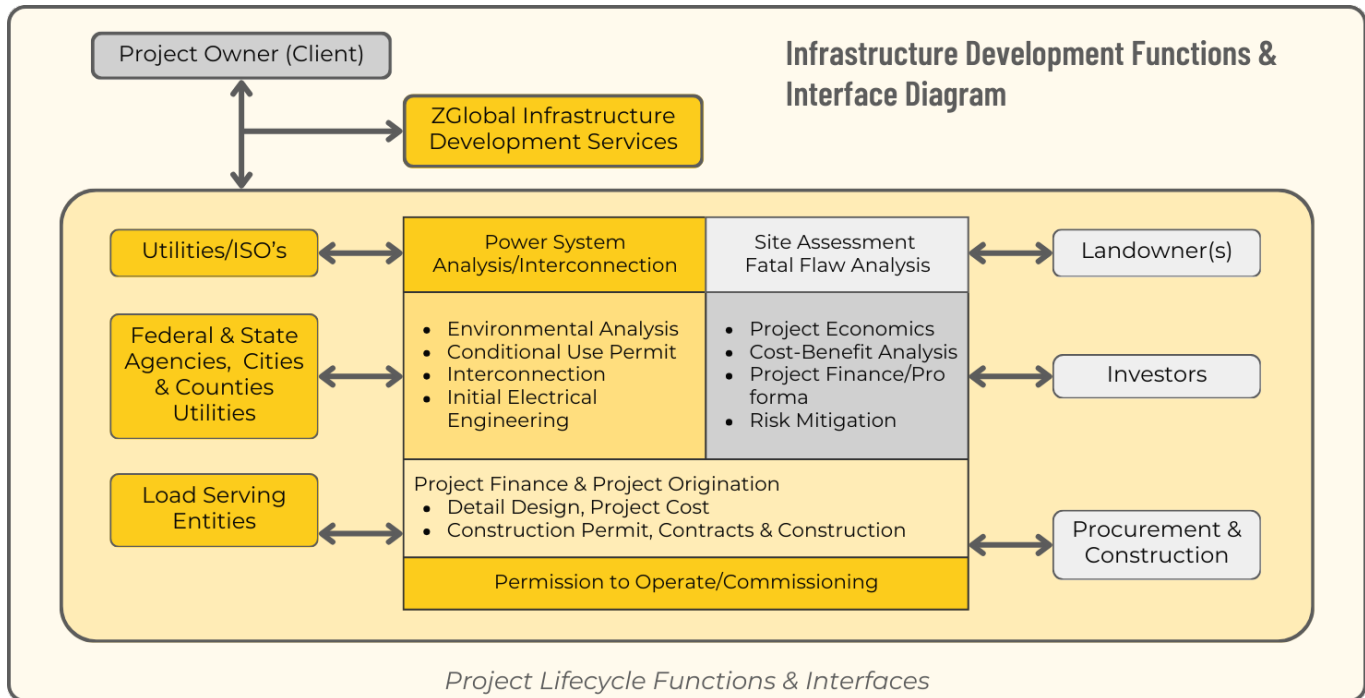 Project Owner (Client)
Infrastructure Development Functions &
Interface Diagram
ZGlobal Infrastructure
Development Services
Utilities/ISO's
Power System
Analysis/Interconnection
Site Assessment
Fatal Flaw Analysis
Landowner(s)
Federal & State
Agencies, Cities
& Counties
Utilities
• Environmental Analysis
• Conditional Use Permit
• Interconnection
• Initial Electrical
Engineering
• Project Economics
• Cost-Benefit Analysis
• Project Finance/Pro
forma
• Risk Mitigation
Investors
Load Serving
Entities
Project Finance & Project Origination
• Detail Design, Project Cost
• Construction Permit, Contracts & Construction
Procurement &
Construction
Permission to Operate/Commissioning
Project Lifecycle Functions & Interfaces